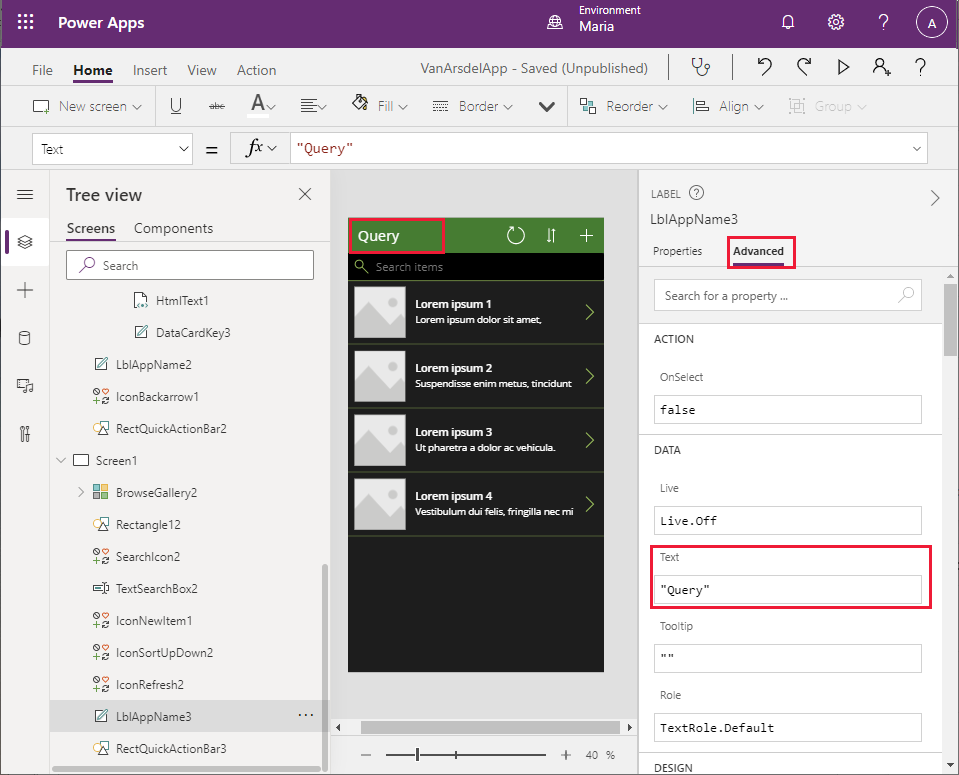 Power Apps
Environment
Maria
A
File
Home
Insert
View
Action
VanArsdelApp - Saved (Unpublished)
New screen
abc
A
Fill
Border
Reorder
Align
Group
Text
=
fx
"Query"
Tree view
Screens
Components
Search
HtmlText1
DataCardKey3
LblAppName2
IconBackarrow1
RectQuickActionBar2
Screen1
BrowseGallery2
Rectangle12
SearchIcon2
TextSearchBox2
IconNewItem1
IconSortUpDown2
IconRefresh2
LblAppName3
RectQuickActionBar3
Query
Search items
Lorem ipsum 1
Lorem ipsum dolor sit amet,
Lorem ipsum 2
Suspendisse enim metus, tincidunt
Lorem ipsum 3
Ut pharetra a dolor ac vehicula.
Lorem ipsum 4
Vestibulum dui felis, fringilla nec mi
40 %
LABEL
LblAppName3
Properties
Advanced
Search for a property ...
ACTION
OnSelect
false
DATA
Live
Live.Off
Text
"Query"
Tooltip
""
Role
TextRole.Default
DESIGN